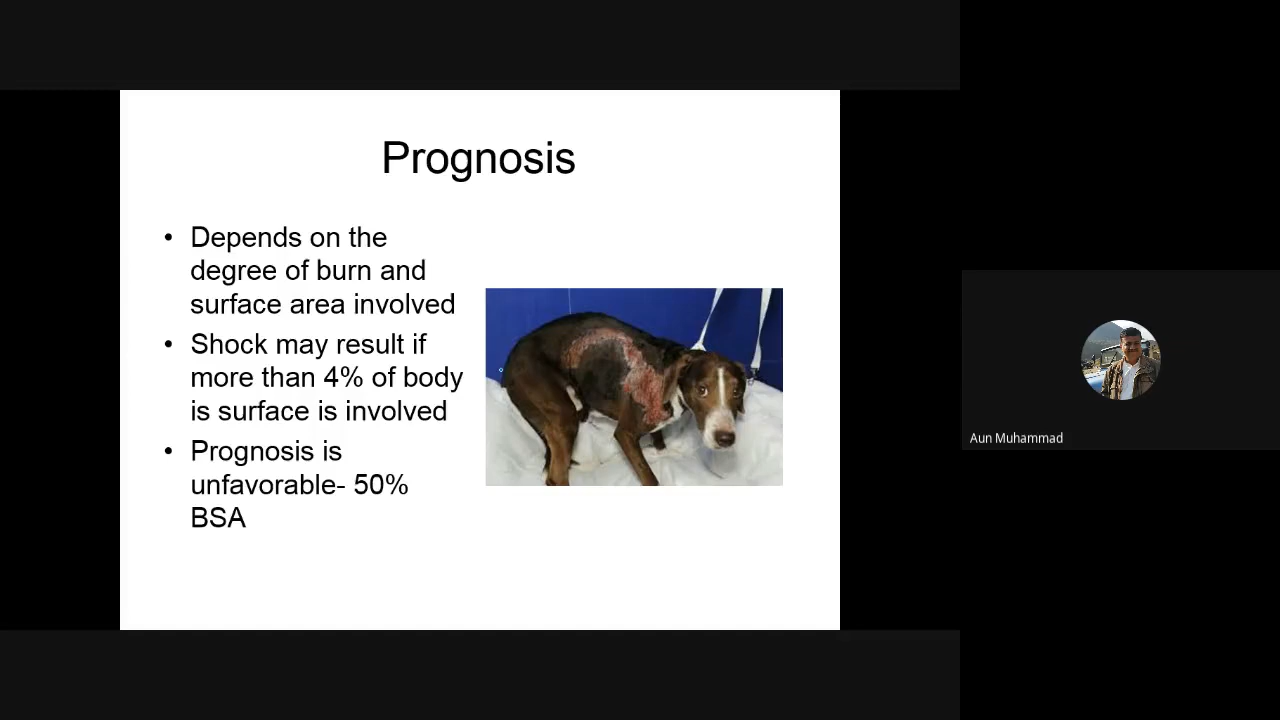 Prognosis
• Depends on the
degree of burn and
surface area involved
• Shock may result if
more than 4% of body
is surface is involved
• Prognosis is
unfavorable- 50%
BSA
Aun Muhammad